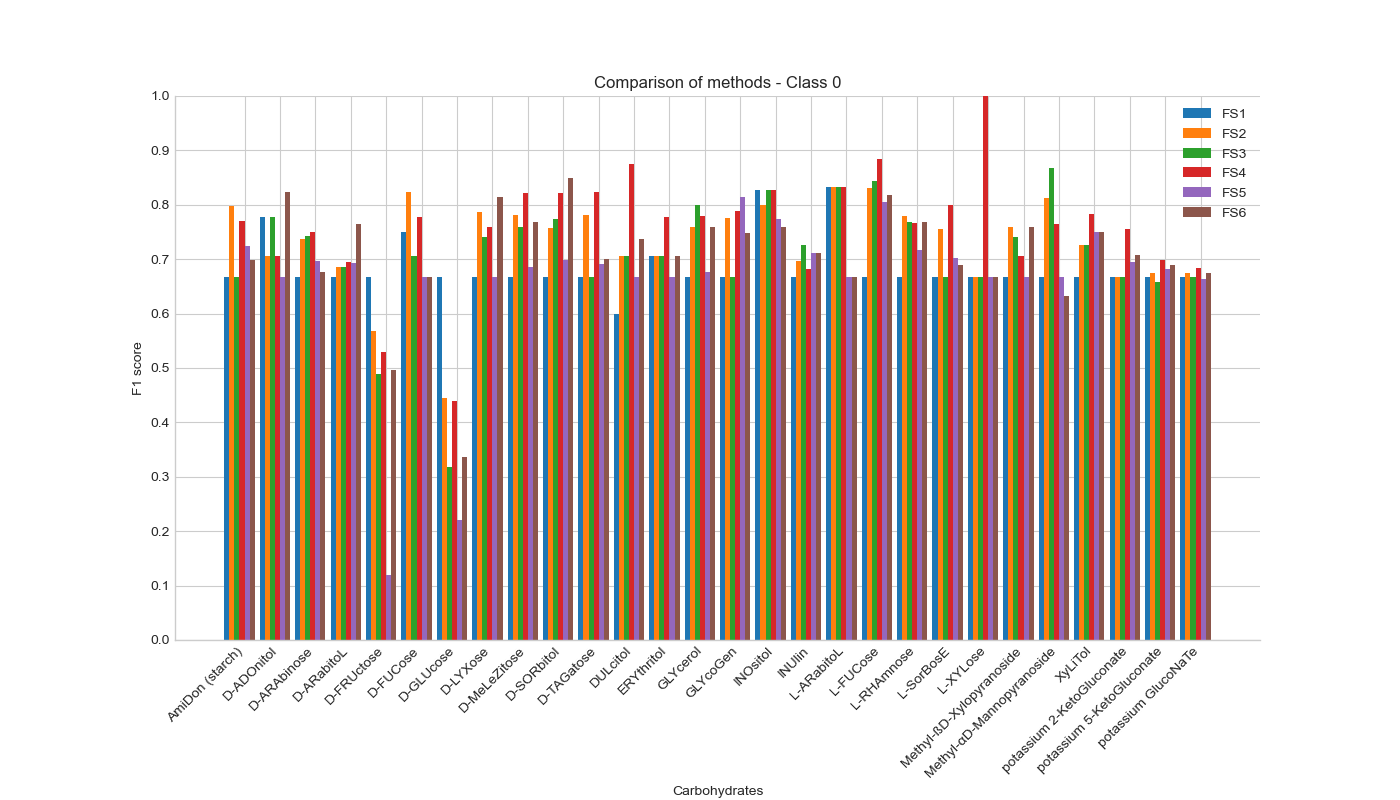 Comparison of methods - Class 0
1.0
0.9
0.8
0.7
0.6
0.5
0.4
0.3
0.2
0.1
0.0
F1 score
FS1
FS2
FS3
FS4
FS5
FS6
AmiDon (starch)
D-ADOnitol
D-ARAbinose
D-ARabitoL
D-FRUctose
D-FUCose
D-GLUcose
D-LYXose
D-MeLeZitose
D-SORbitol
D-TAGatose
DULcitol
ERYthritol
GLYcerol
GLYcoGen
INOsitol
INUlin
L-ARabitoL
L-FUCose
L-RHAmnose
L-SorBosE
L-XYLose
Methyl-ßD-Xylopyranoside
Methyl-αD-Mannopyranoside
XyLiTol
potassium 2-KetoGluconate
potassium 5-KetoGluconate
potassium GlucoNaTe
Carbohydrates